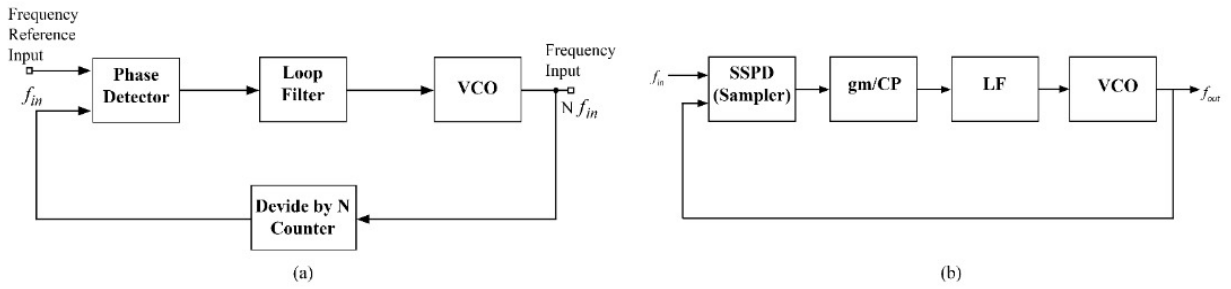 Frequency
Reference
Input
f_in
Phase
Detector
Loop
Filter
VCO
Frequency
Input
N f_in
Devide by N
Counter
(a)
f_in
SSPD
(Sampler)
gm/CP
LF
VCO
f_out
(b)